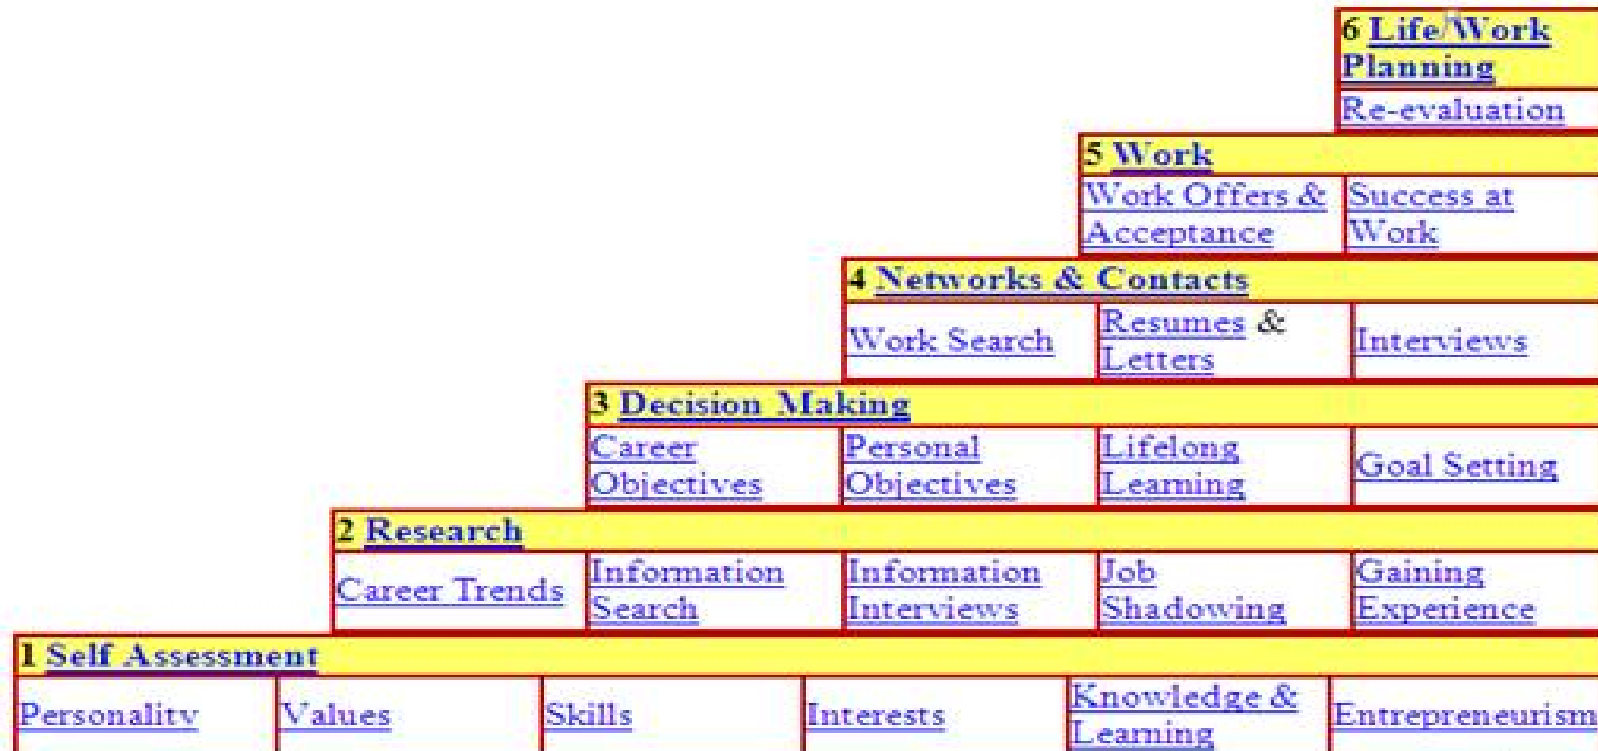 6 Life/Work
Planning
Re-evaluation
5 Work
Work Offers &
Acceptance
Success at
Work
4 Networks & Contacts
Work Search
Resumes &
Letters
Interviews
3 Decision Making
Career
Objectives
Personal
Objectives
Lifelong
Learning
Goal Setting
2 Research
Career Trends
Information
Search
Information
Interviews
Job
Shadowing
Gaining
Experience
1 Self Assessment
Personality
Values
Skills
Interests
Knowledge &
Learning
Entrepreneurism